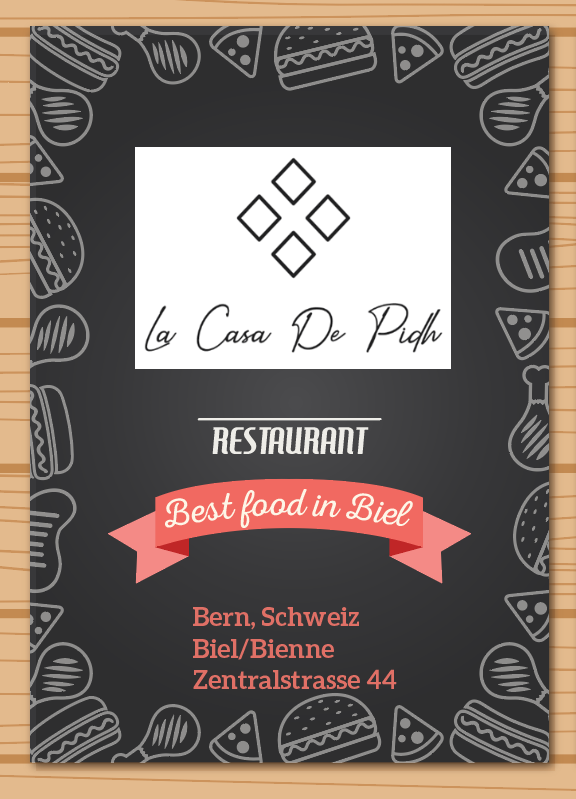 La Casa De Pidh
RESTAURANT
Best food in Biel
Bern, Schweiz
Biel/Bienne
Zentralstrasse 44